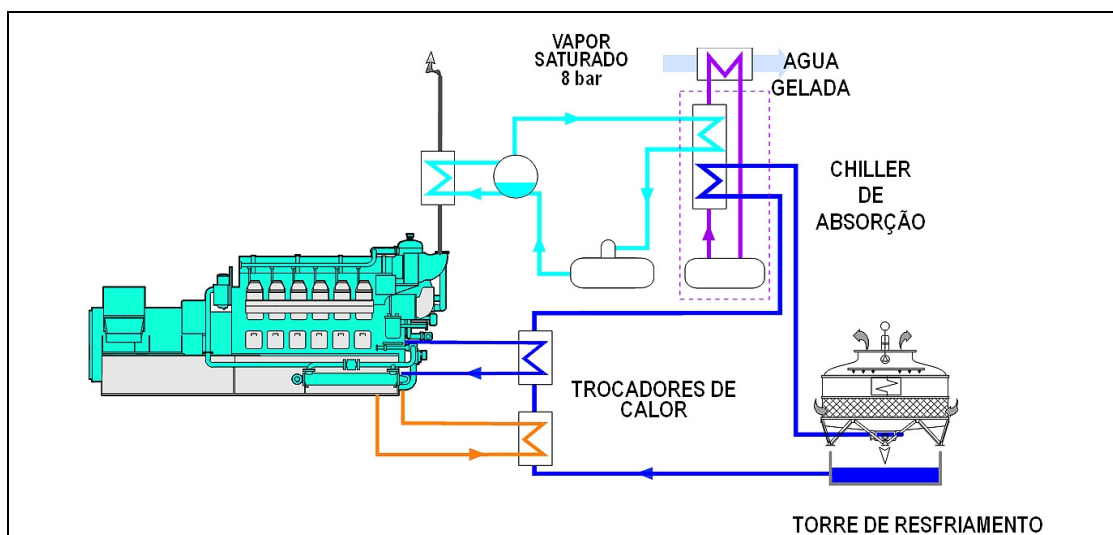 VAPOR
SATURADO
8 bar
AGUA
GELADA
CHILLER
DE
ABSORÇÃO
TROCADORES DE
CALOR
TORRE DE RESFRIAMENTO